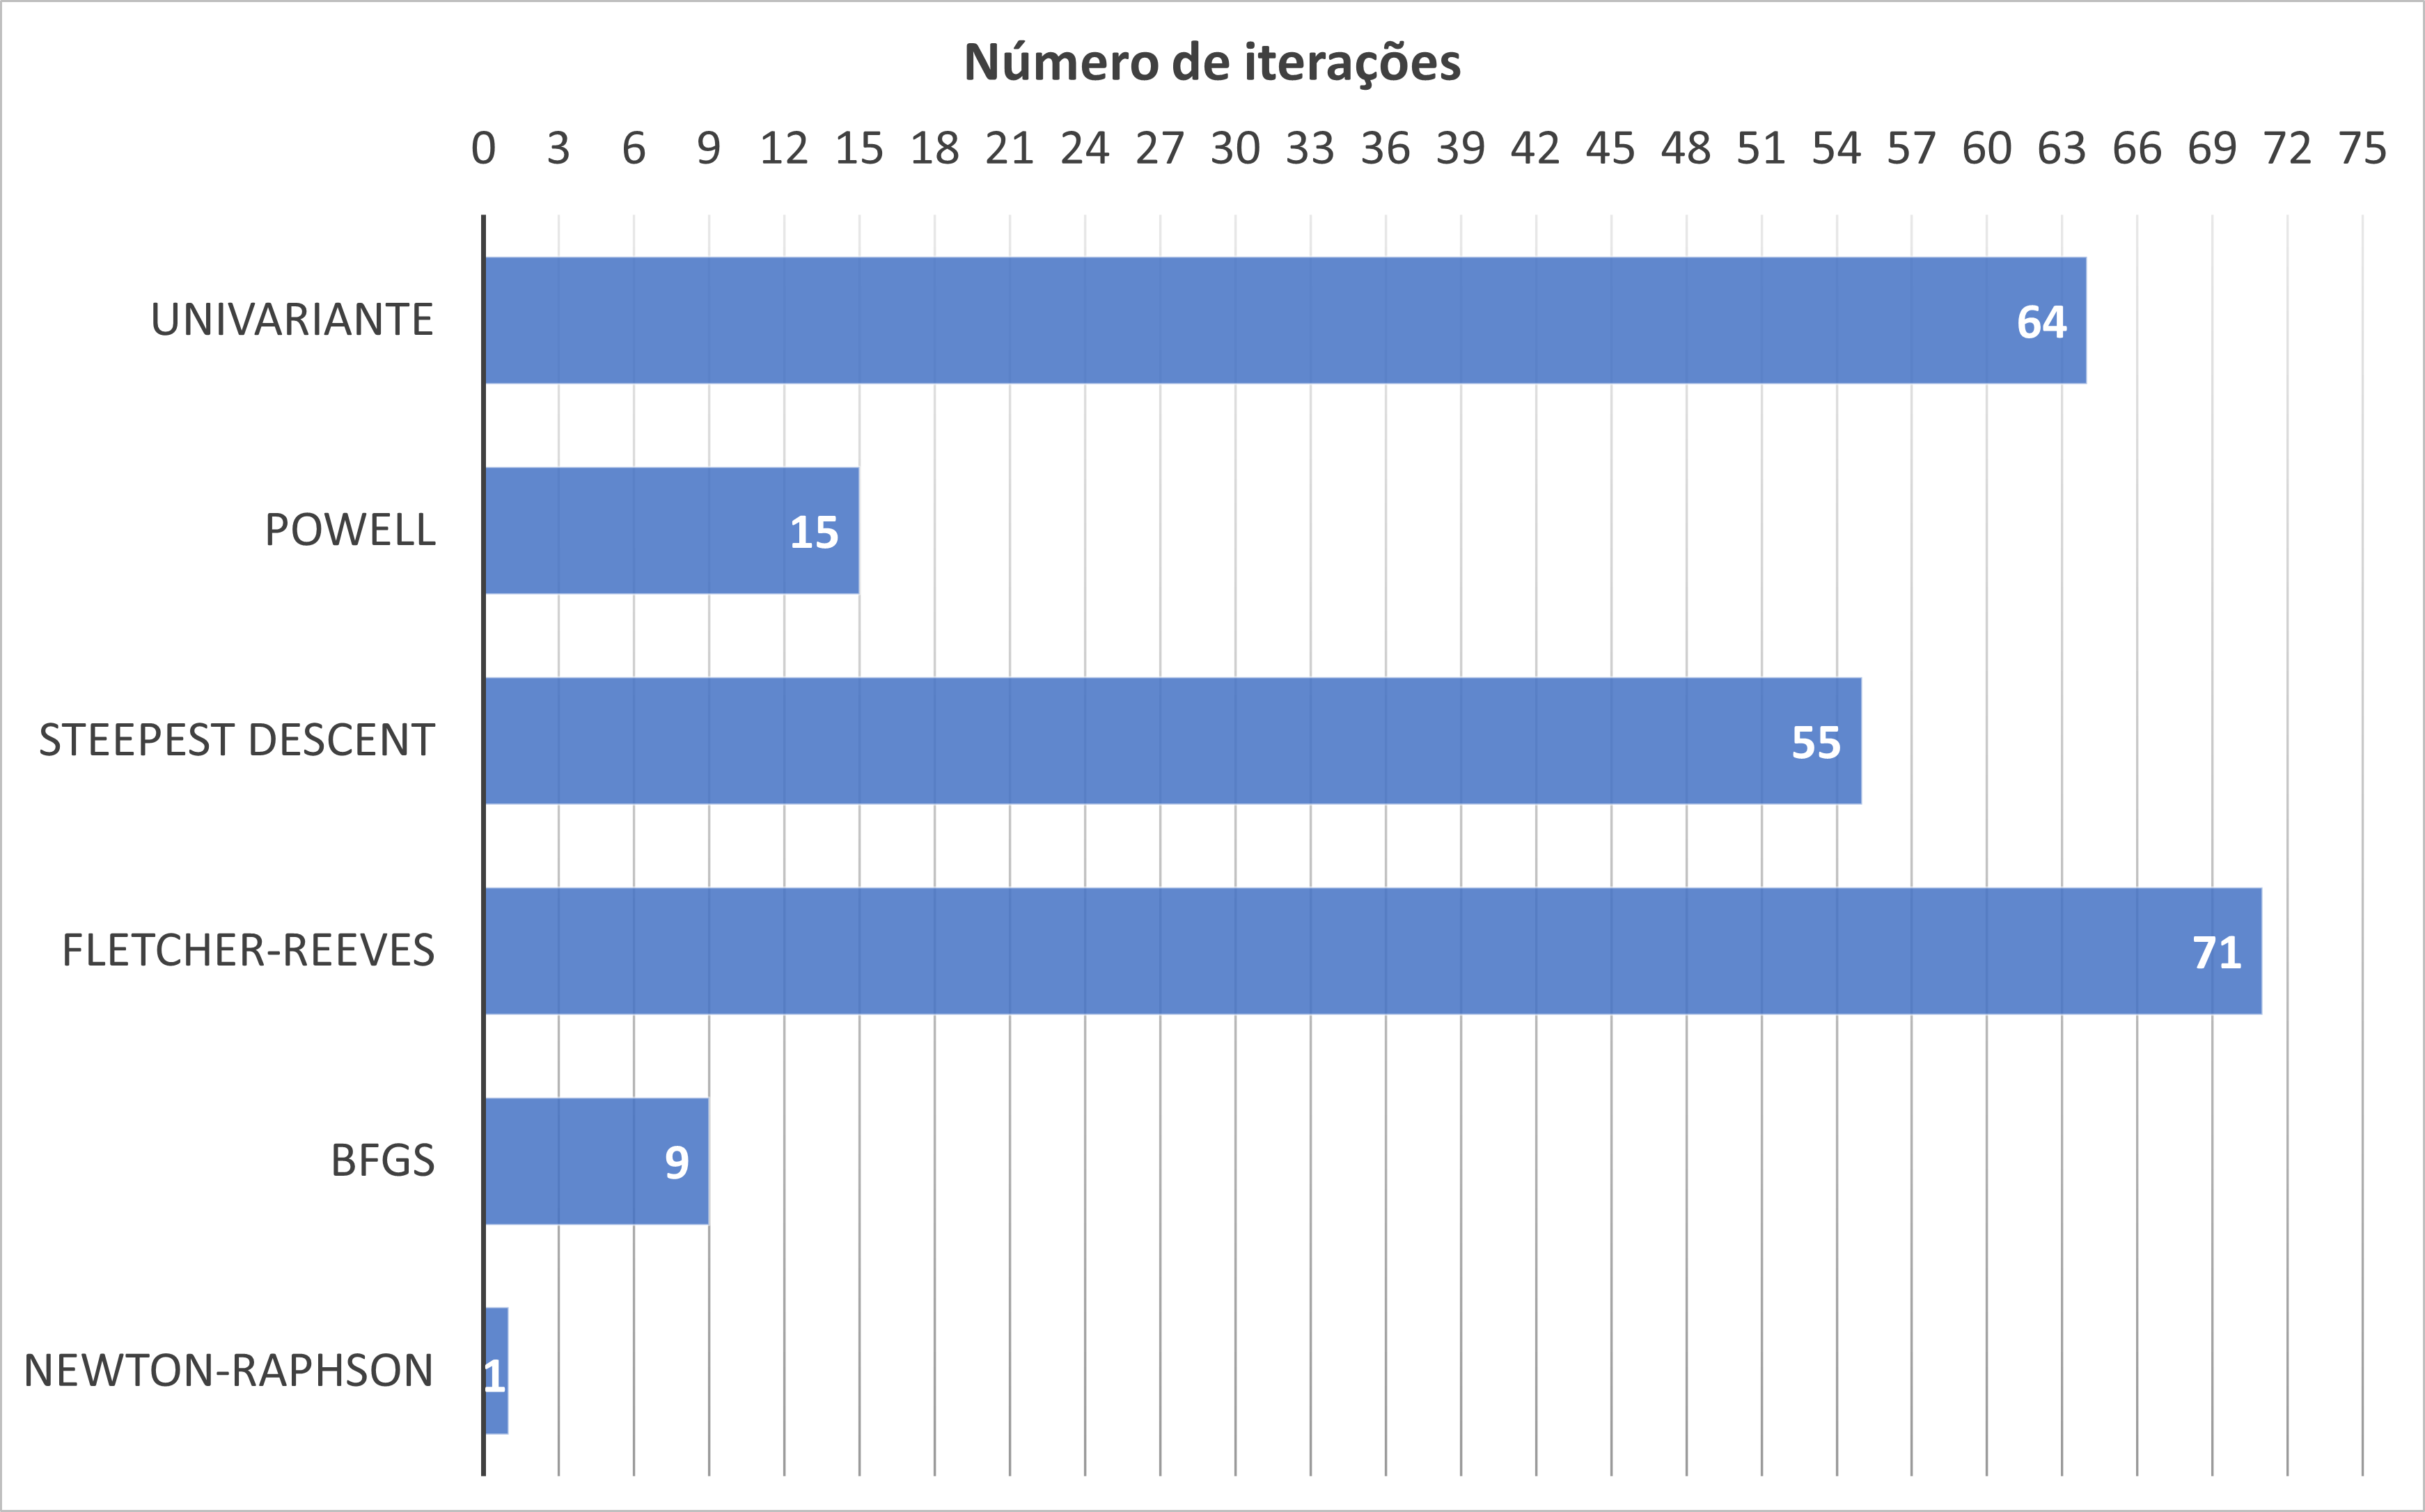 Número de iterações
0 3 6 9 12 15 18 21 24 27 30 33 36 39 42 45 48 51 54 57 60 63 66 69 72 75
UNIVARIANTE 64
POWELL 15
STEEPEST DESCENT 55
FLETCHER-REEVES 71
BFGS 9
NEWTON-RAPHSON 1